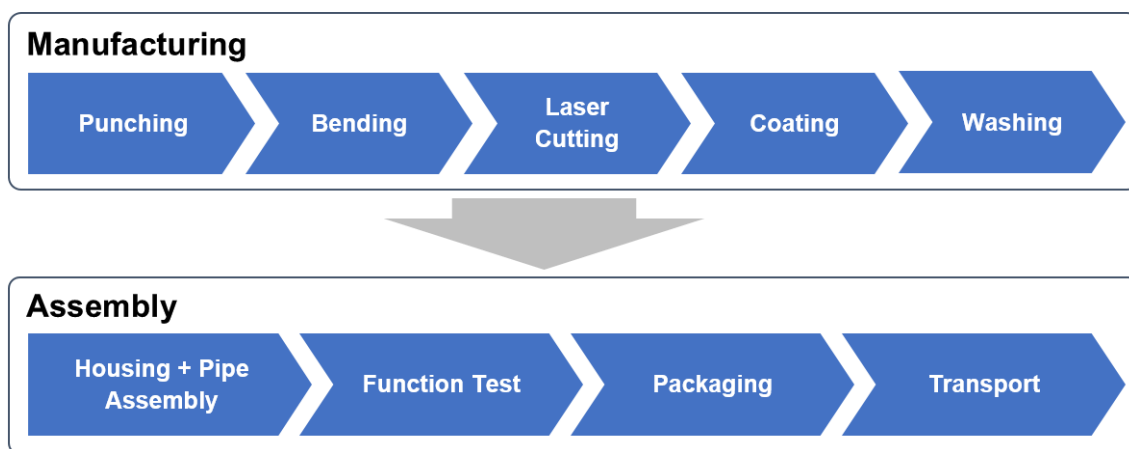 Manufacturing
Punching
Bending
Laser
Cutting
Coating
Washing
Assembly
Housing + Pipe
Assembly
Function Test
Packaging
Transport